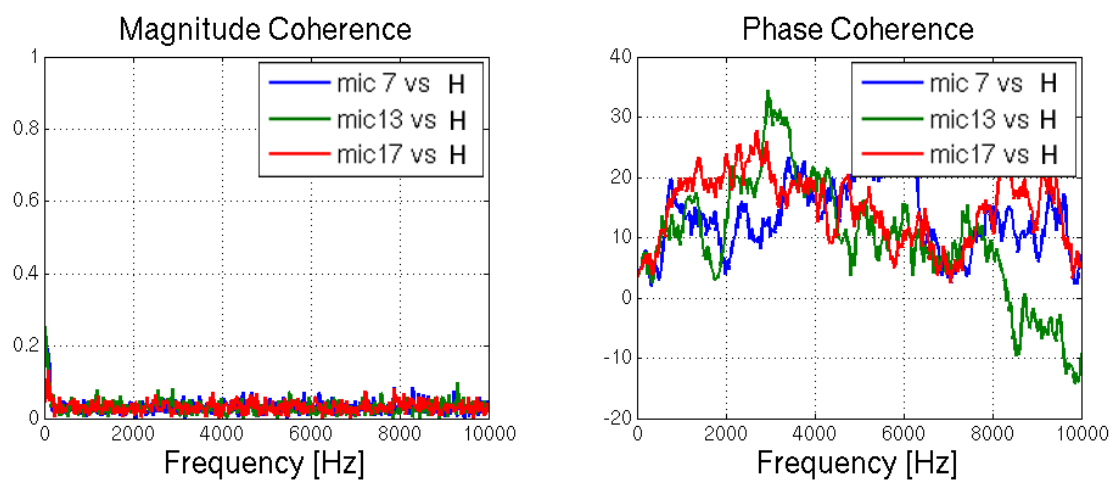 Magnitude Coherence
1
0.8
0.6
0.4
0.2
0
0 2000 4000 6000 8000 10000
Frequency [Hz]
mic 7 vs H
mic13 vs H
mic17 vs H
Phase Coherence
40
30
20
10
0
-10
-20
0 2000 4000 6000 8000 10000
Frequency [Hz]
mic 7 vs H
mic13 vs H
mic17 vs H